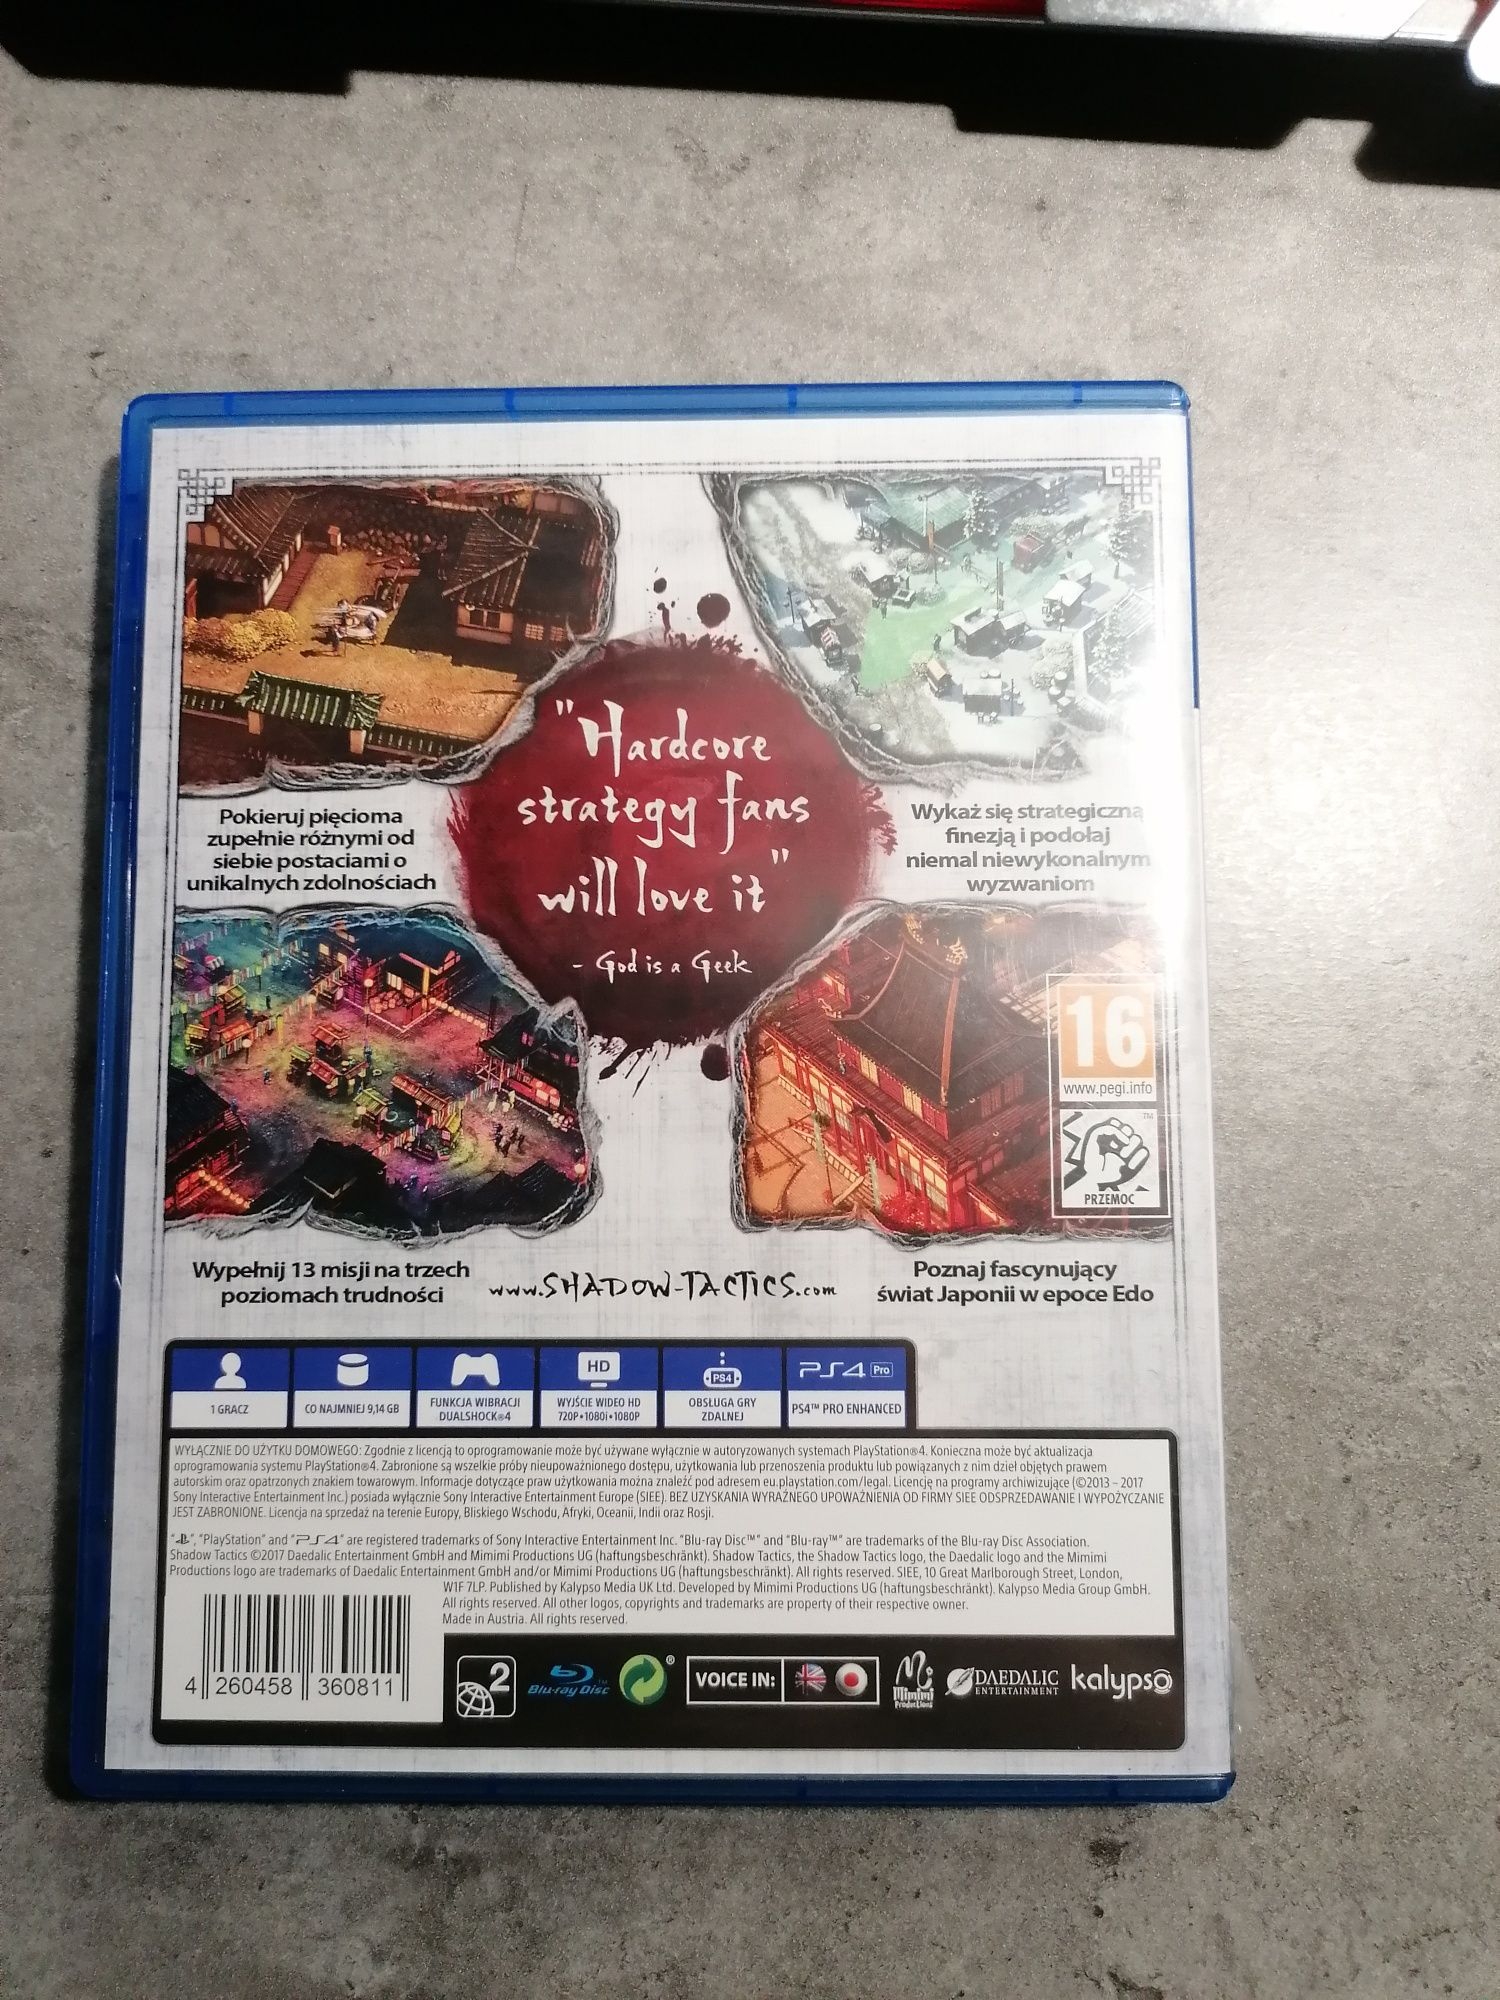 "Hardcore
strategy fans
will love it"
- God is a Geek
Pokieruj pięcioma
zupełnie różnymi od
siebie postaciami o
unikalnych zdolnościach
Wykaż się strategiczną
finezją i podołaj
niemal niewykonalnym
wyzwaniom
16
www.pegi.info
TM
PRZEMOC
Wypełnij 13 misji na trzech
poziomach trudności
www.SHADOW-TACTICS.com
Poznaj fascynujący
świat Japonii w epoce Edo
1 GRACZ
CO NAJMNIEJ 9,14 GB
FUNKCJA WIBRACJI
DUALSHOCK®4
HD
WYJŚCIE WIDEO HD
720P•1080i•1080P
PS4
OBSŁUGA GRY
ZDALNEJ
PS4 Pro
PS4™ PRO ENHANCED
WYŁĄCZNIE DO UŻYTKU DOMOWEGO: Zgodnie z licencją to oprogramowanie może być używane wyłącznie w autoryzowanych systemach PlayStation®4. Konieczna może być aktualizacja
oprogramowania systemu PlayStation®4. Zabronione są wszelkie próby nieupoważnionego dostępu, użytkowania lub przenoszenia produktu lub powiązanych z nim dzieł objętych prawem
autorskim oraz opatrzonych znakiem towarowym. Informacje dotyczące praw użytkowania można znaleźć pod adresem eu.playstation.com/legal. Licencję na programy archiwizujące (©2013 – 2017
Sony Interactive Entertainment Inc.) posiada wyłącznie Sony Interactive Entertainment Europe (SIEE). BEZ UZYSKANIA WYRAŹNEGO UPOWAŻNIENIA OD FIRMY SIEE ODSPRZEDAWANIE I WYPOŻYCZANIE
JEST ZABRONIONE. Licencja na sprzedaż na terenie Europy, Bliskiego Wschodu, Afryki, Oceanii, Indii oraz Rosji.
"PS", "PlayStation" and "PS4" are registered trademarks of Sony Interactive Entertainment Inc. "Blu-ray Disc™" and "Blu-ray™" are trademarks of the Blu-ray Disc Association.
Shadow Tactics ©2017 Daedalic Entertainment GmbH and Mimimi Productions UG (haftungsbeschränkt). Shadow Tactics, the Shadow Tactics logo, the Daedalic logo and the Mimimi
Productions logo are trademarks of Daedalic Entertainment GmbH and/or Mimimi Productions UG (haftungsbeschränkt). All rights reserved. SIEE, 10 Great Marlborough Street, London,
W1F 7LP. Published by Kalypso Media UK Ltd. Developed by Mimimi Productions UG (haftungsbeschränkt). Kalypso Media Group GmbH.
All rights reserved. All other logos, copyrights and trademarks are property of their respective owner.
Made in Austria. All rights reserved.
4 260458 360811
2
Blu-ray Disc™
®
VOICE IN:
Mimimi
Productions
DAEDALIC
ENTERTAINMENT
kalypso